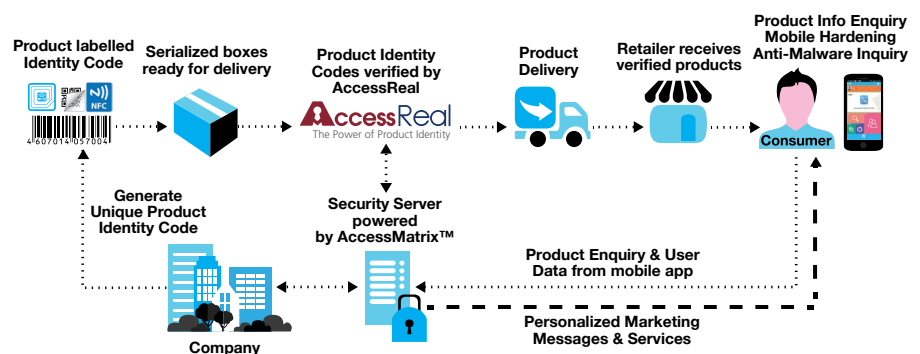 Product labelled
Identity Code
NFC
4 607014 057004
Serialized boxes
ready for delivery
Product Identity
Codes verified by
AccessReal
AccessReal
The Power of Product Identity
Product
Delivery
Retailer receives
verified products
Product Info Enquiry
Mobile Hardening
Anti-Malware Inquiry
Consumer
Generate
Unique Product
Identity Code
Security Server
powered
by AccessMatrix™
Product Enquiry & User
Data from mobile app
Personalized Marketing
Messages & Services
Company